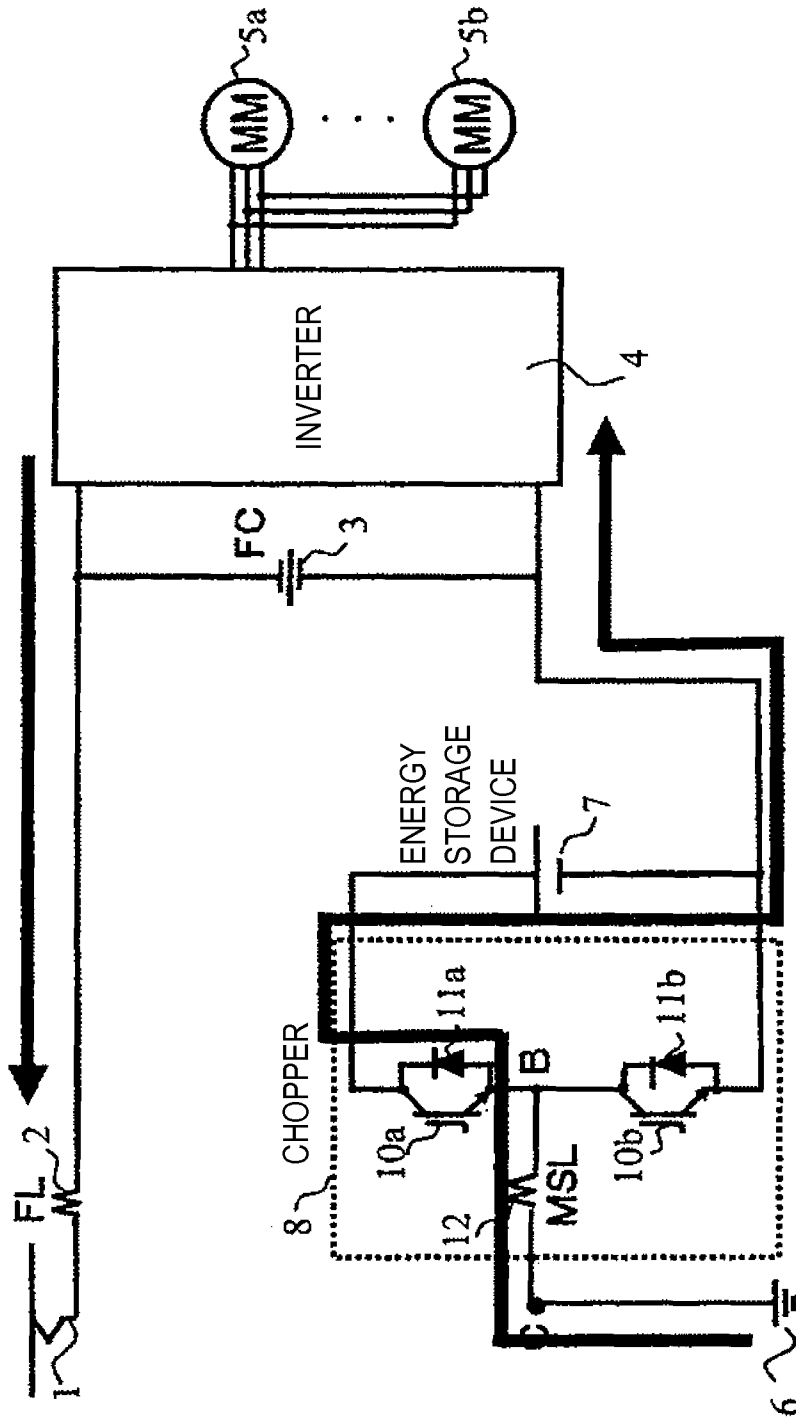 1
FL
2
FC
3
INVERTER
4
MM
5a
MM
5b
ENERGY
STORAGE
DEVICE
7
CHOPPER
8
10a
11a
B
12
MSL
10b
11b
6